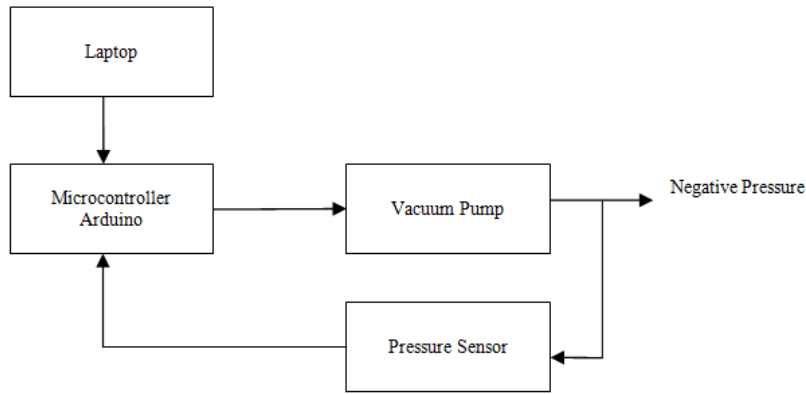 Laptop
Microcontroller
Arduino
Vacuum Pump
Negative Pressure
Pressure Sensor